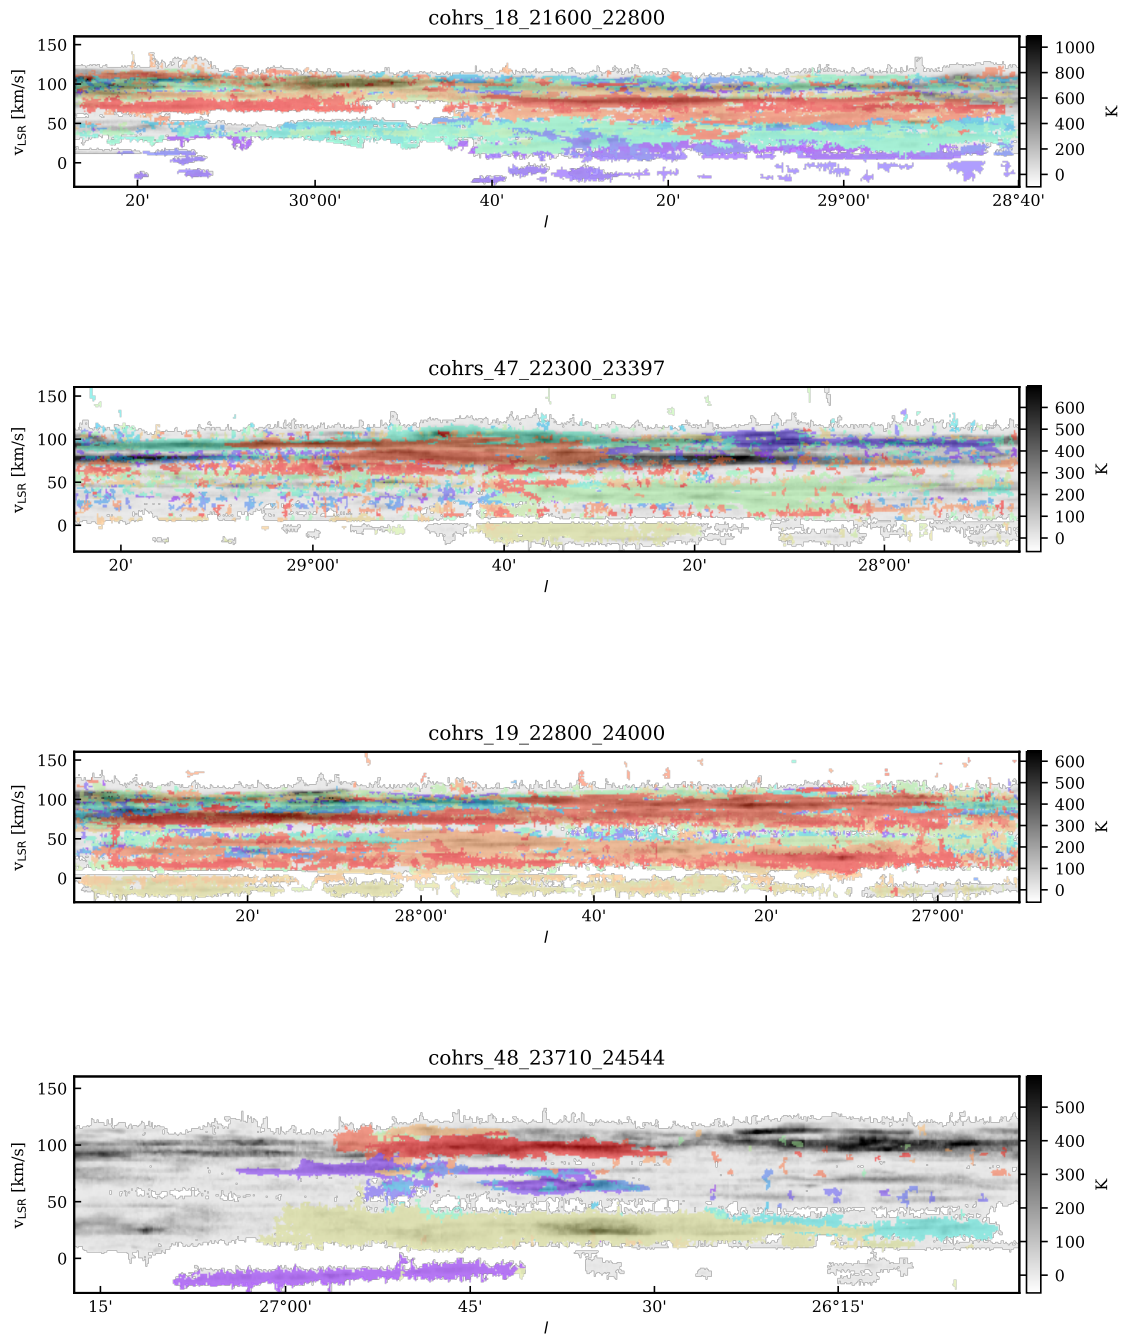 cohrs_18_21600_22800
150
100
50
0
v_LSR [km/s]
20' 30°00' 40' 20' 29°00' 28°40'
l
1000
800
600
400
200
0
K
cohrs_47_22300_23397
150
100
50
0
v_LSR [km/s]
20' 29°00' 40' 20' 28°00'
l
600
500
400
300
200
100
0
K
cohrs_19_22800_24000
150
100
50
0
v_LSR [km/s]
20' 28°00' 40' 20' 27°00'
l
600
500
400
300
200
100
0
K
cohrs_48_23710_24544
150
100
50
0
v_LSR [km/s]
15' 27°00' 45' 30' 26°15'
l
500
400
300
200
100
0
K